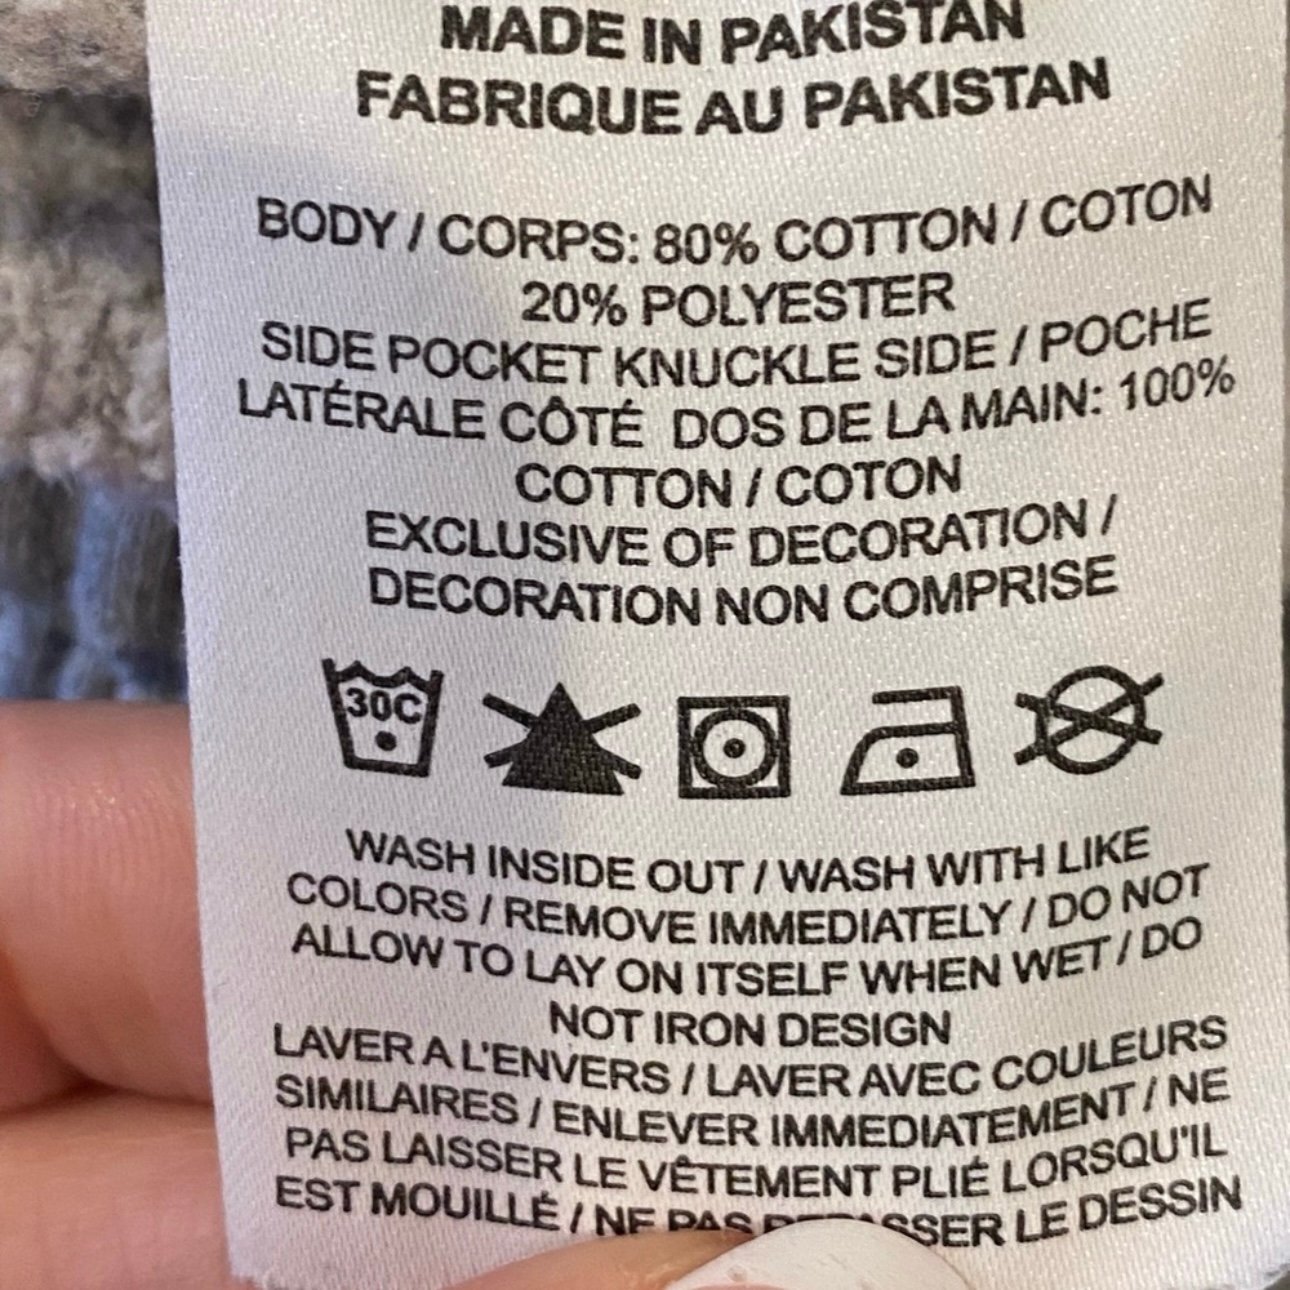 MADE IN PAKISTAN
FABRIQUE AU PAKISTAN
BODY / CORPS: 80% COTTON / COTON
20% POLYESTER
SIDE POCKET KNUCKLE SIDE / POCHE
LATÉRALE CÔTÉ DOS DE LA MAIN: 100%
COTTON / COTON
EXCLUSIVE OF DECORATION /
DECORATION NON COMPRISE
30C
WASH INSIDE OUT / WASH WITH LIKE
COLORS / REMOVE IMMEDIATELY / DO NOT
ALLOW TO LAY ON ITSELF WHEN WET / DO
NOT IRON DESIGN
LAVER A L'ENVERS / LAVER AVEC COULEURS
SIMILAIRES / ENLEVER IMMEDIATEMENT / NE
PAS LAISSER LE VÊTEMENT PLIÉ LORSQU'IL
EST MOUILLÉ / NE PAS LE DESSIN